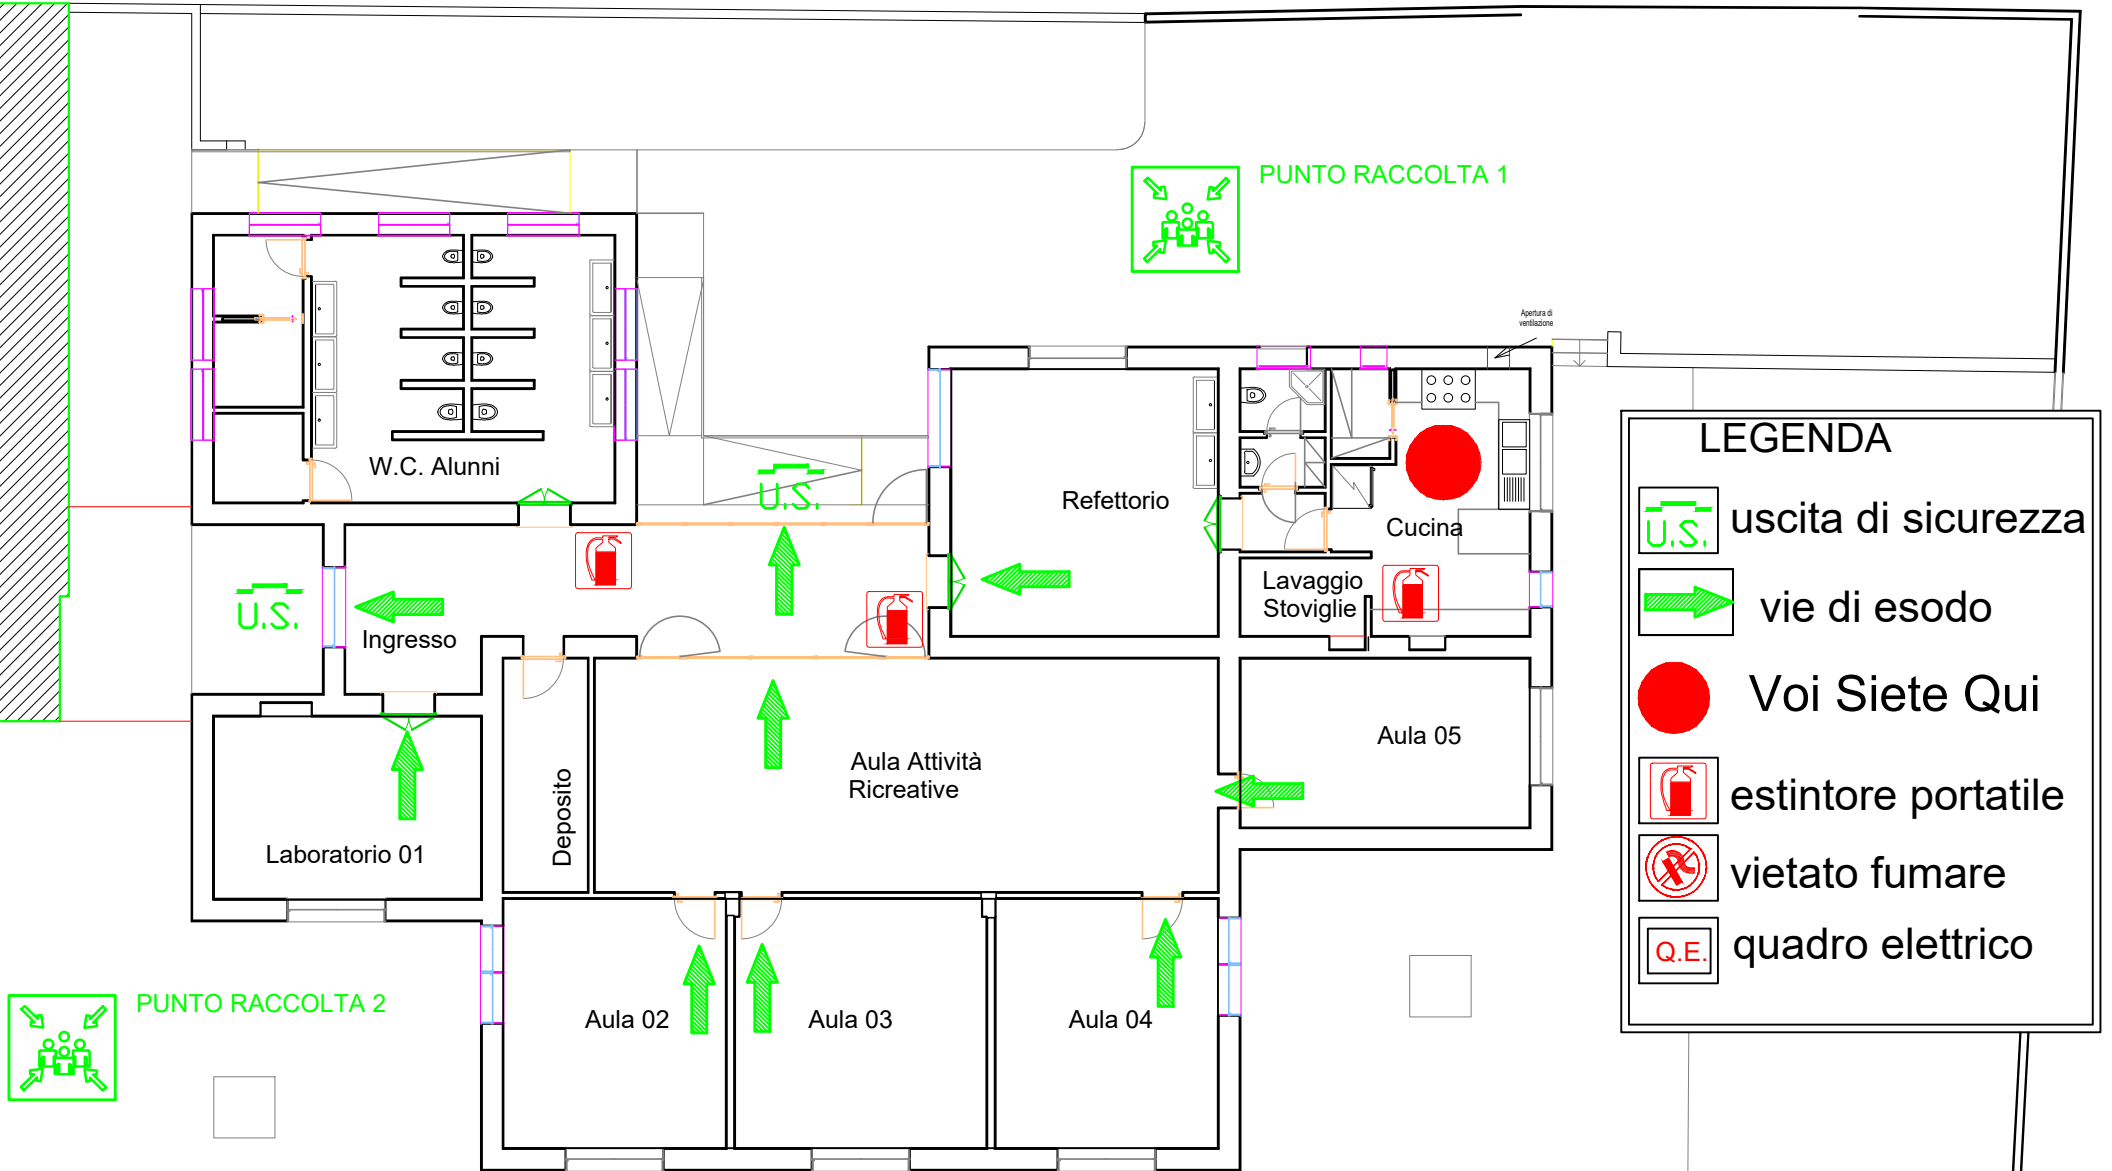 PUNTO RACCOLTA 1
Apertura di
ventilazione
LEGENDA
W.C. Alunni
U.S.
Refettorio
Cucina
U.S.
uscita di sicurezza
Lavaggio
Stoviglie
U.S.
Ingresso
vie di esodo
Voi Siete Qui
Aula 05
Aula Attività
Ricreative
estintore portatile
Deposito
Laboratorio 01
vietato fumare
Q.E.
quadro elettrico
PUNTO RACCOLTA 2
Aula 02
Aula 03
Aula 04